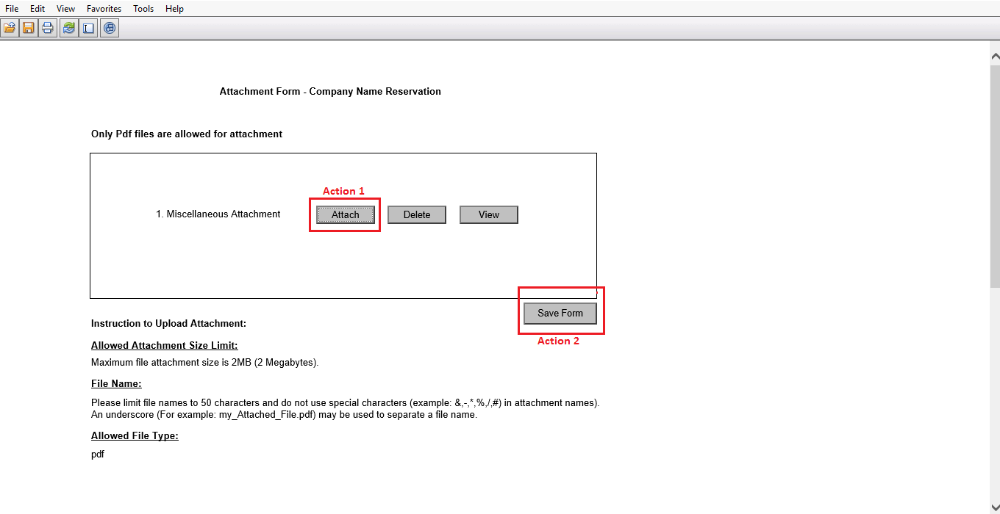 File Edit View Favorites Tools Help
Attachment Form - Company Name Reservation
Only Pdf files are allowed for attachment
Action 1
1. Miscellaneous Attachment Attach Delete View
Save Form
Instruction to Upload Attachment:
Action 2
Allowed Attachment Size Limit:
Maximum file attachment size is 2MB (2 Megabytes).
File Name:
Please limit file names to 50 characters and do not use special characters (example: &,-,*,%,/,#) in attachment names).
An underscore (For example: my_Attached_File.pdf) may be used to separate a file name.
Allowed File Type:
pdf